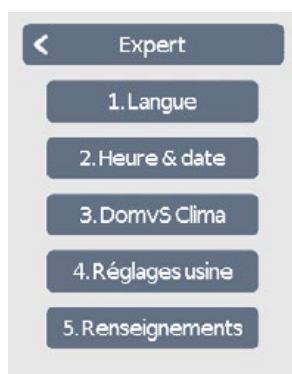 Expert
1. Langue
2. Heure & date
3. DomvS Clima
4. Réglages usine
5. Renseignements